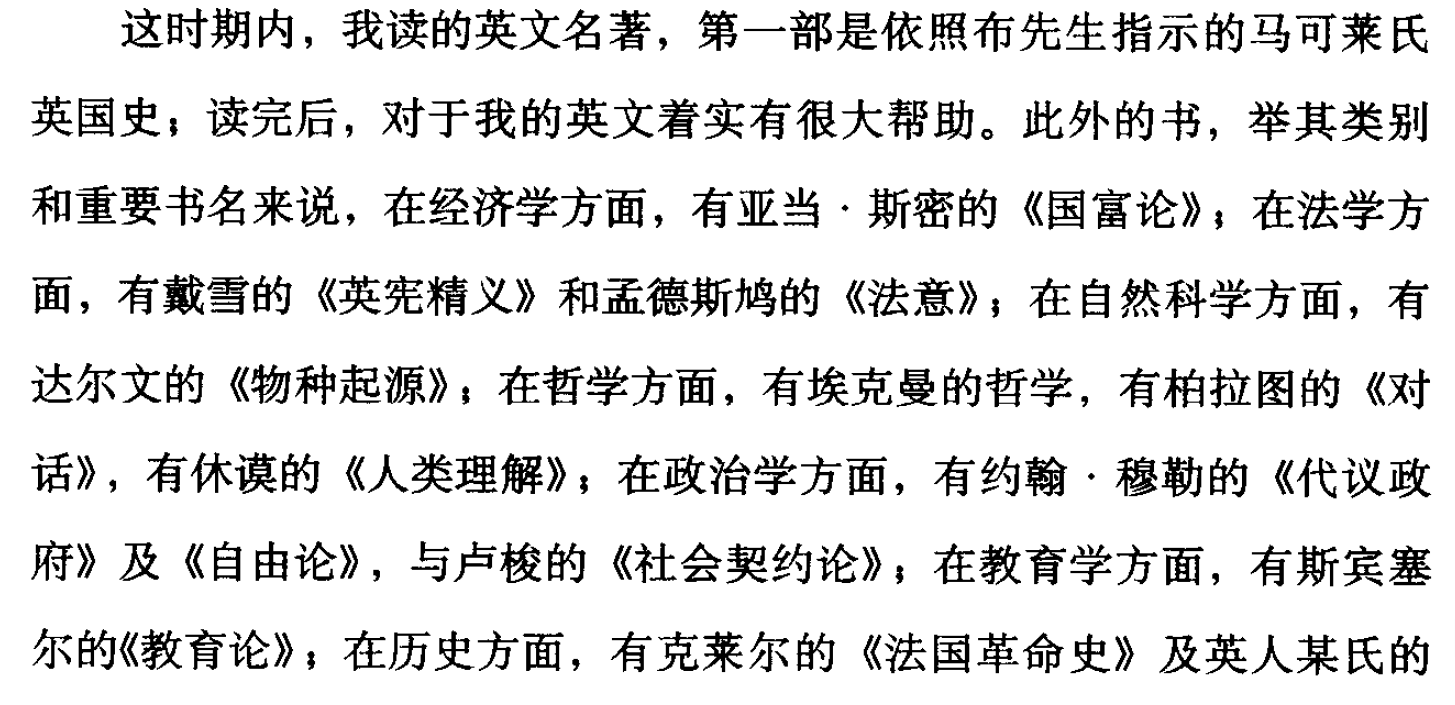 这时期内，我读的英文名著，第一部是依照布先生指示的马可莱氏
英国史；读完后，对于我的英文着实有很大帮助。此外的书，举其类别
和重要书名来说，在经济学方面，有亚当·斯密的《国富论》；在法学方
面，有戴雪的《英宪精义》和孟德斯鸠的《法意》；在自然科学方面，有
达尔文的《物种起源》；在哲学方面，有埃克曼的哲学，有柏拉图的《对
话》，有休谟的《人类理解》；在政治学方面，有约翰·穆勒的《代议政
府》及《自由论》，与卢梭的《社会契约论》；在教育学方面，有斯宾塞
尔的《教育论》；在历史方面，有克莱尔的《法国革命史》及英人某氏的